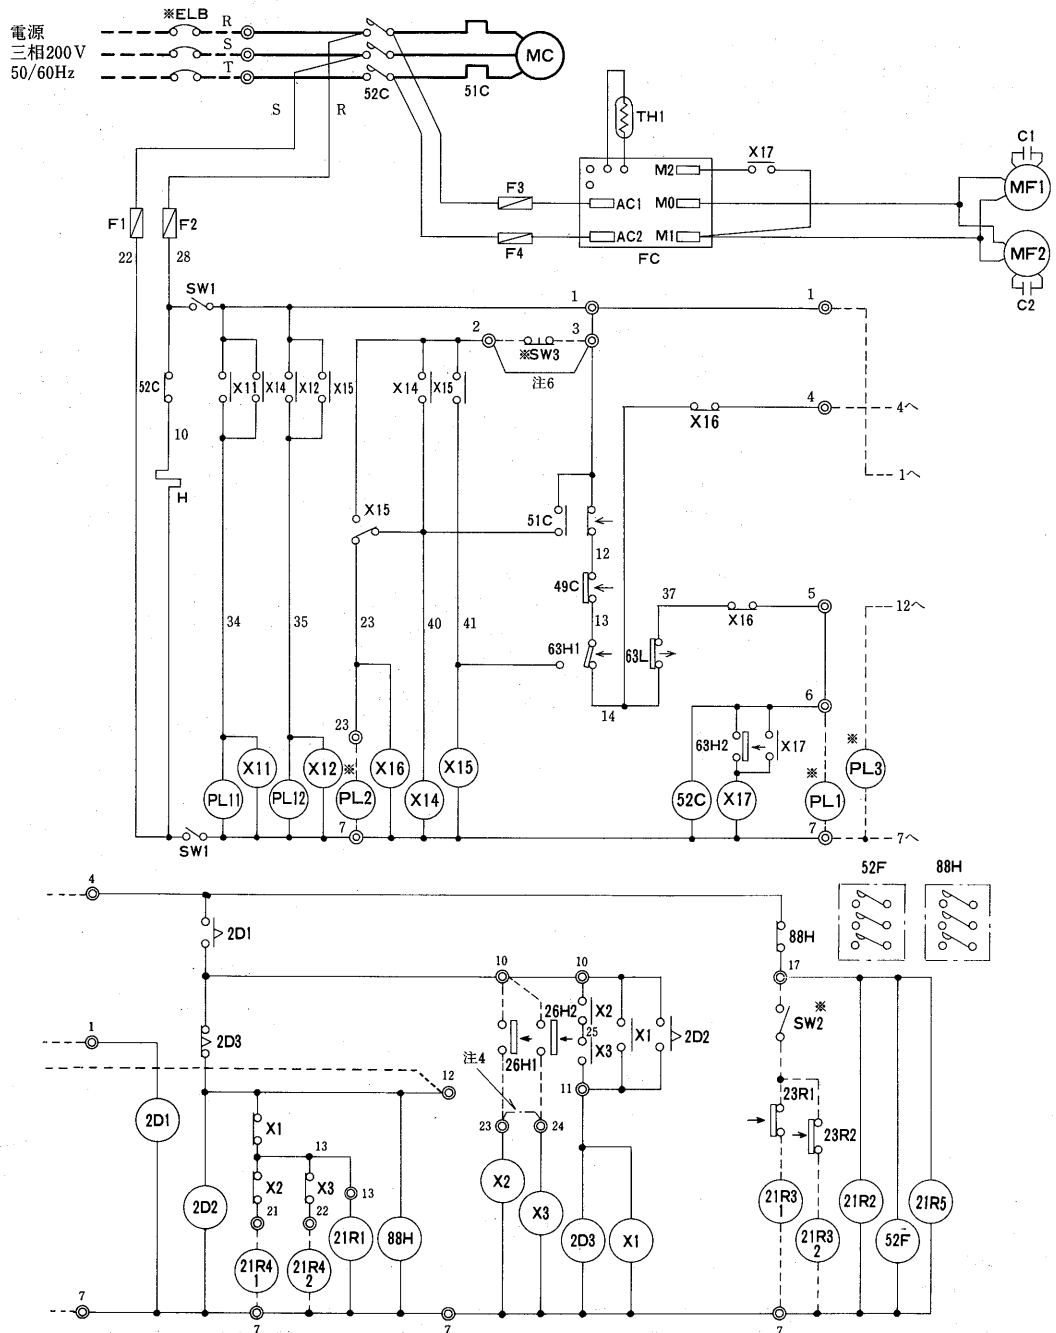 ※ELB
電源
三相200V
50/60Hz
R
S
T
52C
51C
MC
S
R
TH1
C1
M2
X17
MF1
F3
AC1
M0
F1
F2
F4
AC2
M1
FC
MF2
C2
22
28
SW1
1
1
2
3
※SW3
注6
52C
X11
X14
X12
X15
X14
X15
4
4へ
X16
10
1へ
H
X15
51C
12
49C
37
5
12へ
34
35
23
40
41
13
X16
63H1
63L
14
6
23
63H2
X17
※
X11
X12
※
X16
X15
PL3
PL11
PL12
PL2
X14
52C
X17
※
PL1
7
7
7へ
SW1
52F
88H
4
2D1
88H
10
10
17
26H2
X2
※
SW2
1
2D3
26H1
25
X3
X1
2D2
注4
12
11
23R1
2D1
X1
23
24
23R2
13
X2
X3
13
X2
21
22
2D2
21R1
88H
X3
2D3
X1
21R3
1
21R3
2
21R2
52F
21R5
21R4
1
21R4
2
7
7
7
7